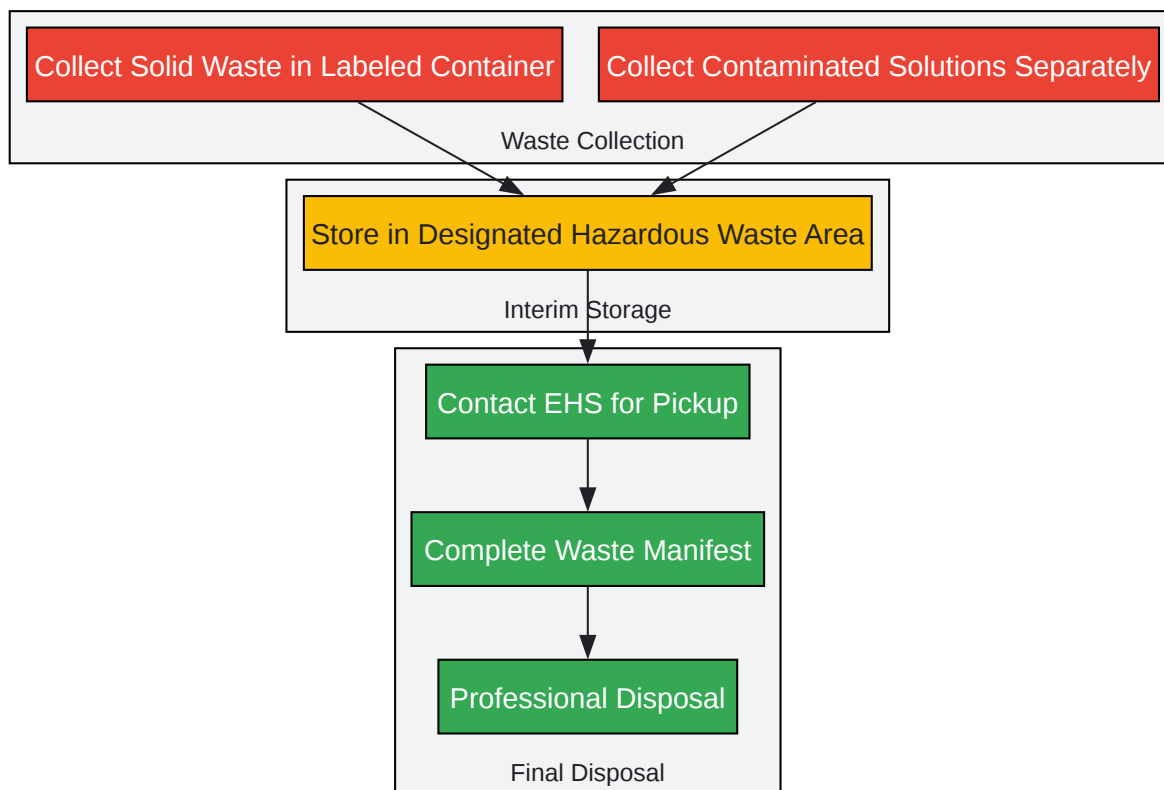 Collect Solid Waste in Labeled Container
Collect Contaminated Solutions Separately
Waste Collection
Store in Designated Hazardous Waste Area
Interim Storage
Contact EHS for Pickup
Complete Waste Manifest
Professional Disposal
Final Disposal